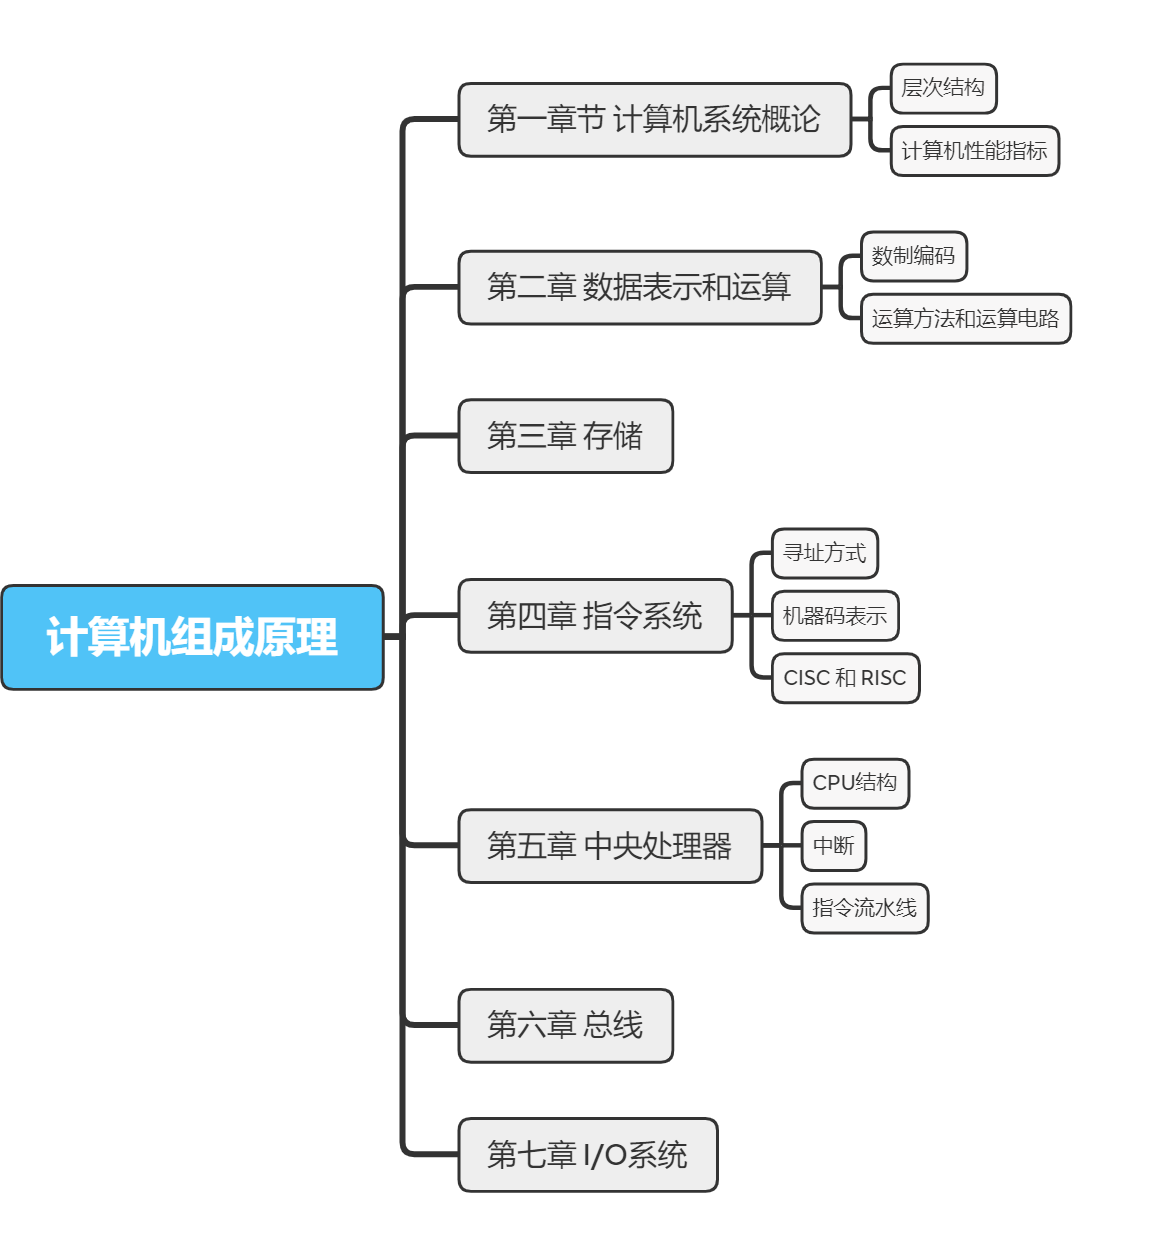 计算机组成原理
第一章节 计算机系统概论
层次结构
计算机性能指标
第二章 数据表示和运算
数制编码
运算方法和运算电路
第三章 存储
第四章 指令系统
寻址方式
机器码表示
CISC 和 RISC
第五章 中央处理器
CPU结构
中断
指令流水线
第六章 总线
第七章 I/O系统